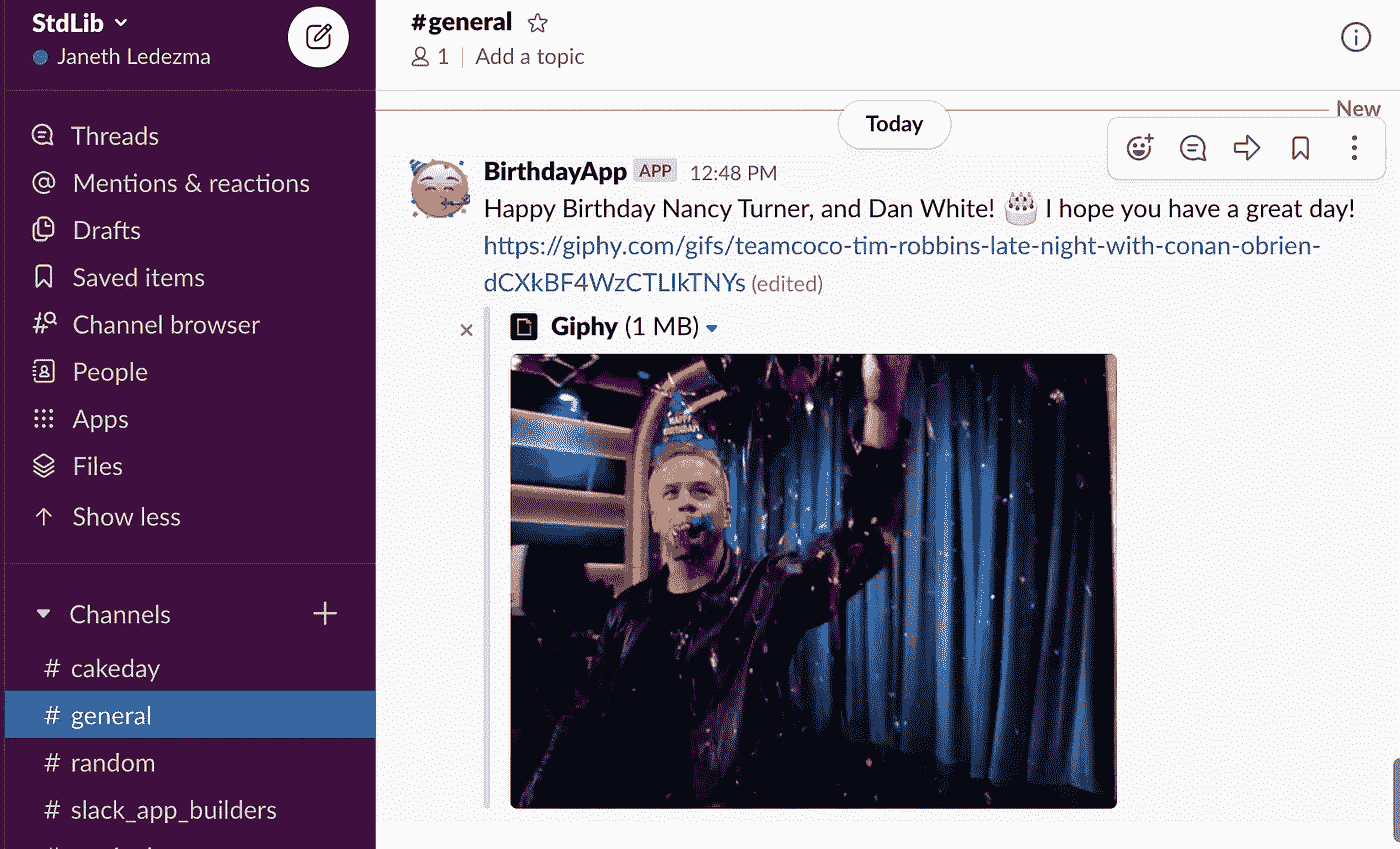 StdLib
Janeth Ledezma
Threads
@ Mentions & reactions
Drafts
Saved items
Channel browser
People
Apps
Files
Show less
Channels
# cakeday
# general
# random
# slack_app_builders
#general
1 | Add a topic
New
Today
BirthdayApp APP 12:48 PM
Happy Birthday Nancy Turner, and Dan White! 🎂 I hope you have a great day!
https://giphy.com/gifs/teamcoco-tim-robbins-late-night-with-conan-obrien-
dCXkBF4WzCTLIkTNYs (edited)
Giphy (1 MB)
HAPPY
BIRTHDAY